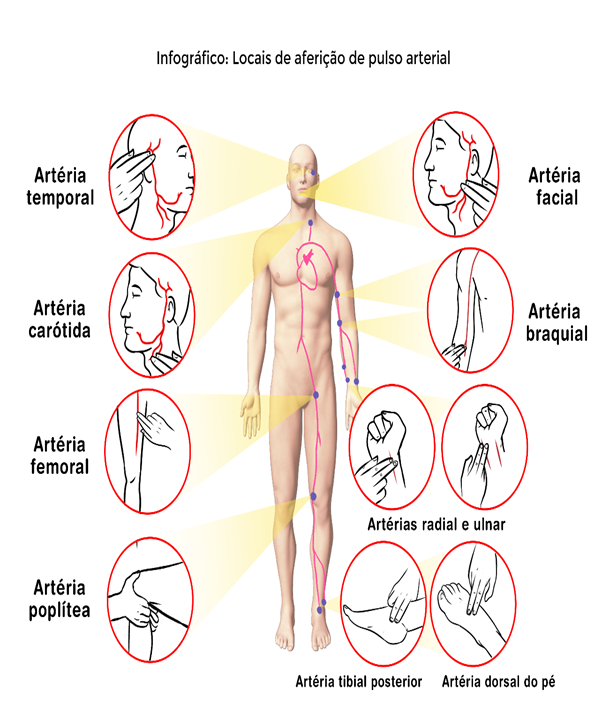 Infográfico: Locais de aferição de pulso arterial
Artéria
temporal
Artéria
facial
Artéria
carótida
Artéria
braquial
Artéria
femoral
Artérias radial e ulnar
Artéria
poplítea
Artéria tibial posterior
Artéria dorsal do pé